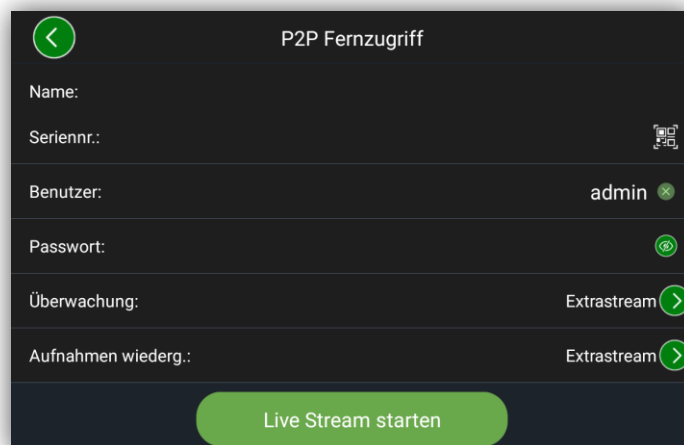 P2P Fernzugriff
Name:
Seriennr.:
Benutzer: admin
Passwort:
Überwachung: Extrastream
Aufnahmen wiederg.: Extrastream
Live Stream starten